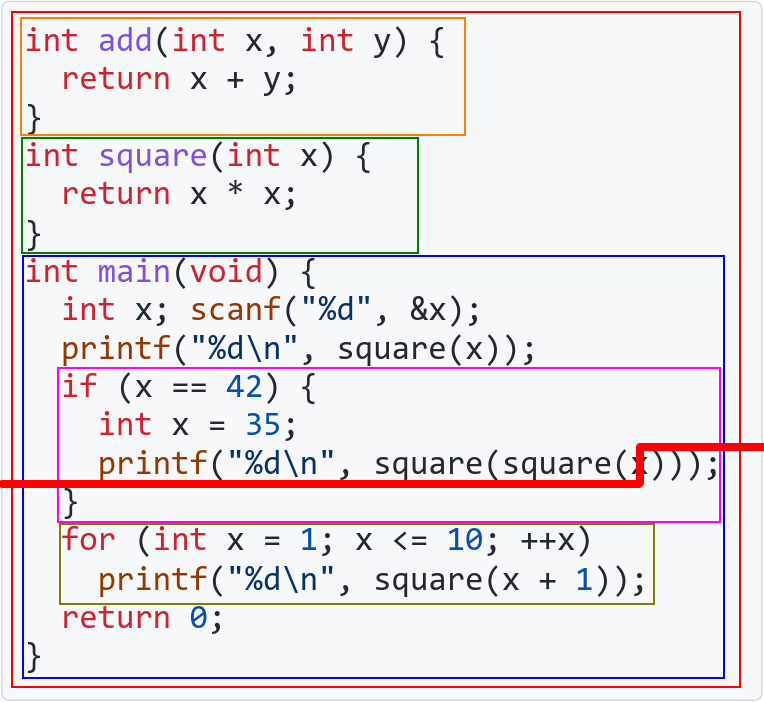 int add(int x, int y) {
return x + y;
}
int square(int x) {
return x * x;
}
int main(void) {
int x; scanf("%d", &x);
printf("%d\n", square(x));
if (x == 42) {
int x = 35;
printf("%d\n", square(square(x)));
}
for (int x = 1; x <= 10; ++x)
printf("%d\n", square(x + 1));
return 0;
}